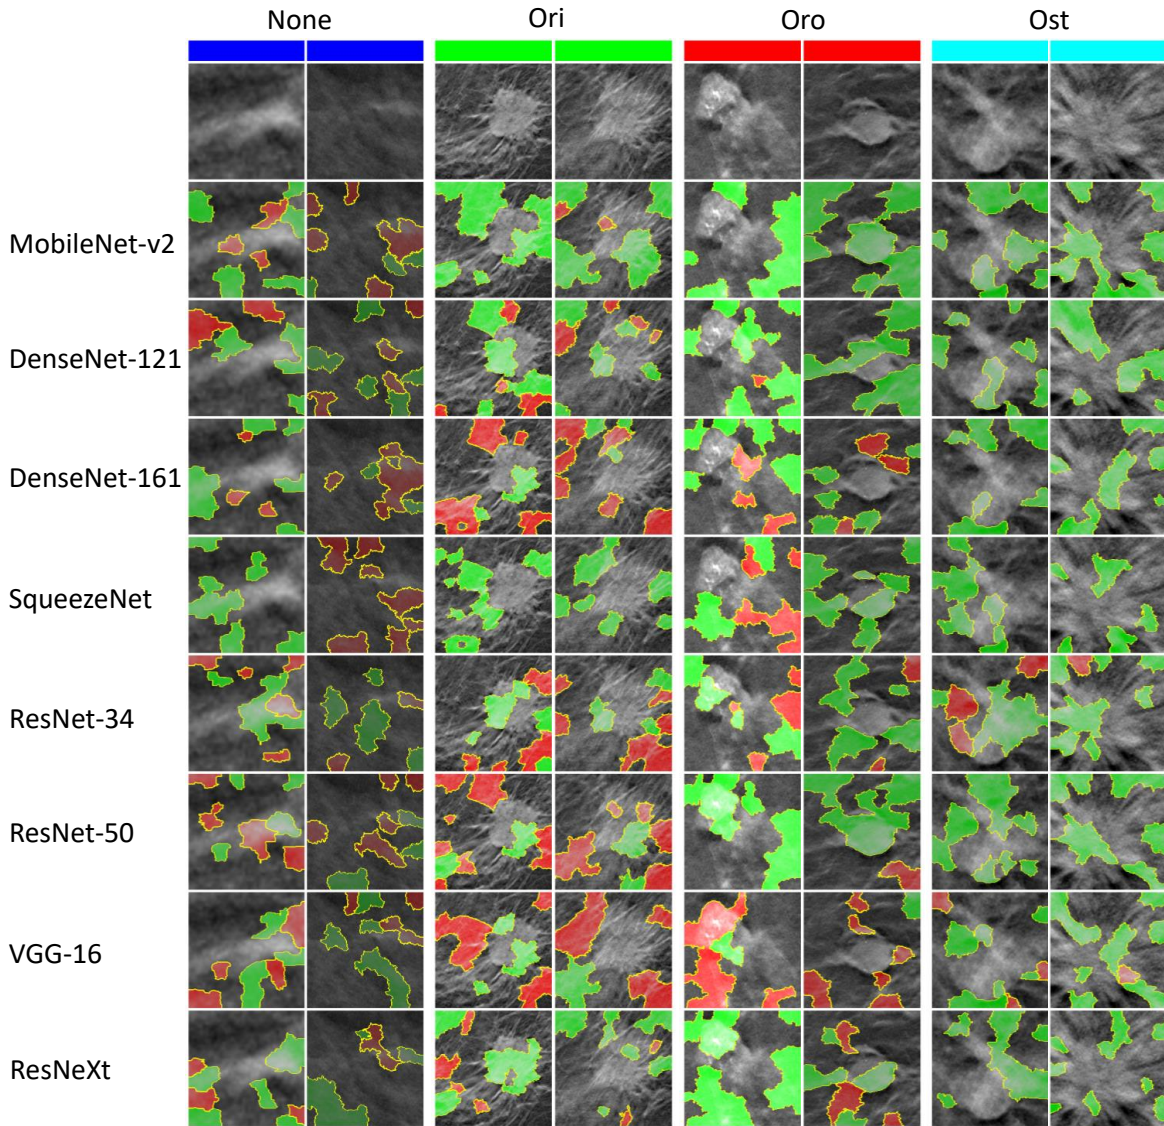 None Ori Oro Ost
MobileNet-v2
DenseNet-121
DenseNet-161
SqueezeNet
ResNet-34
ResNet-50
VGG-16
ResNeXt